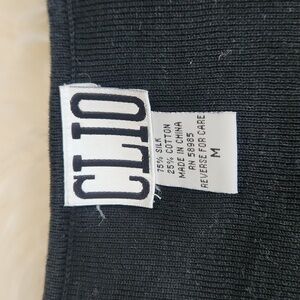 CLIO
75% SILK
25% COTTON
MADE IN CHINA
RN 58985
REVERSE FOR CARE
M